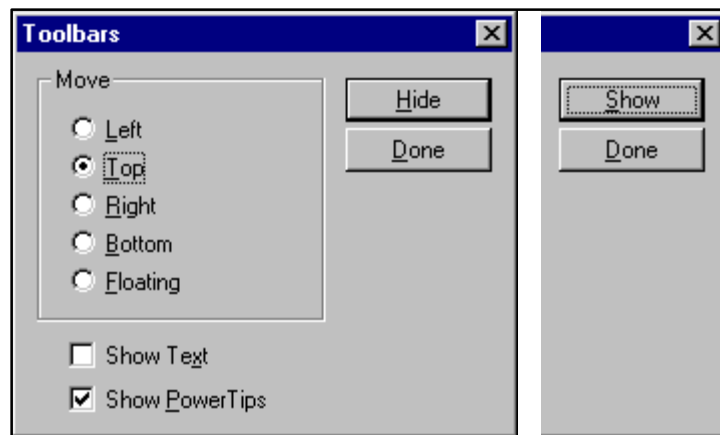 Toolbars
Move
Left
Top
Right
Bottom
Floating
Show Text
Show PowerTips
Hide
Done
Show
Done